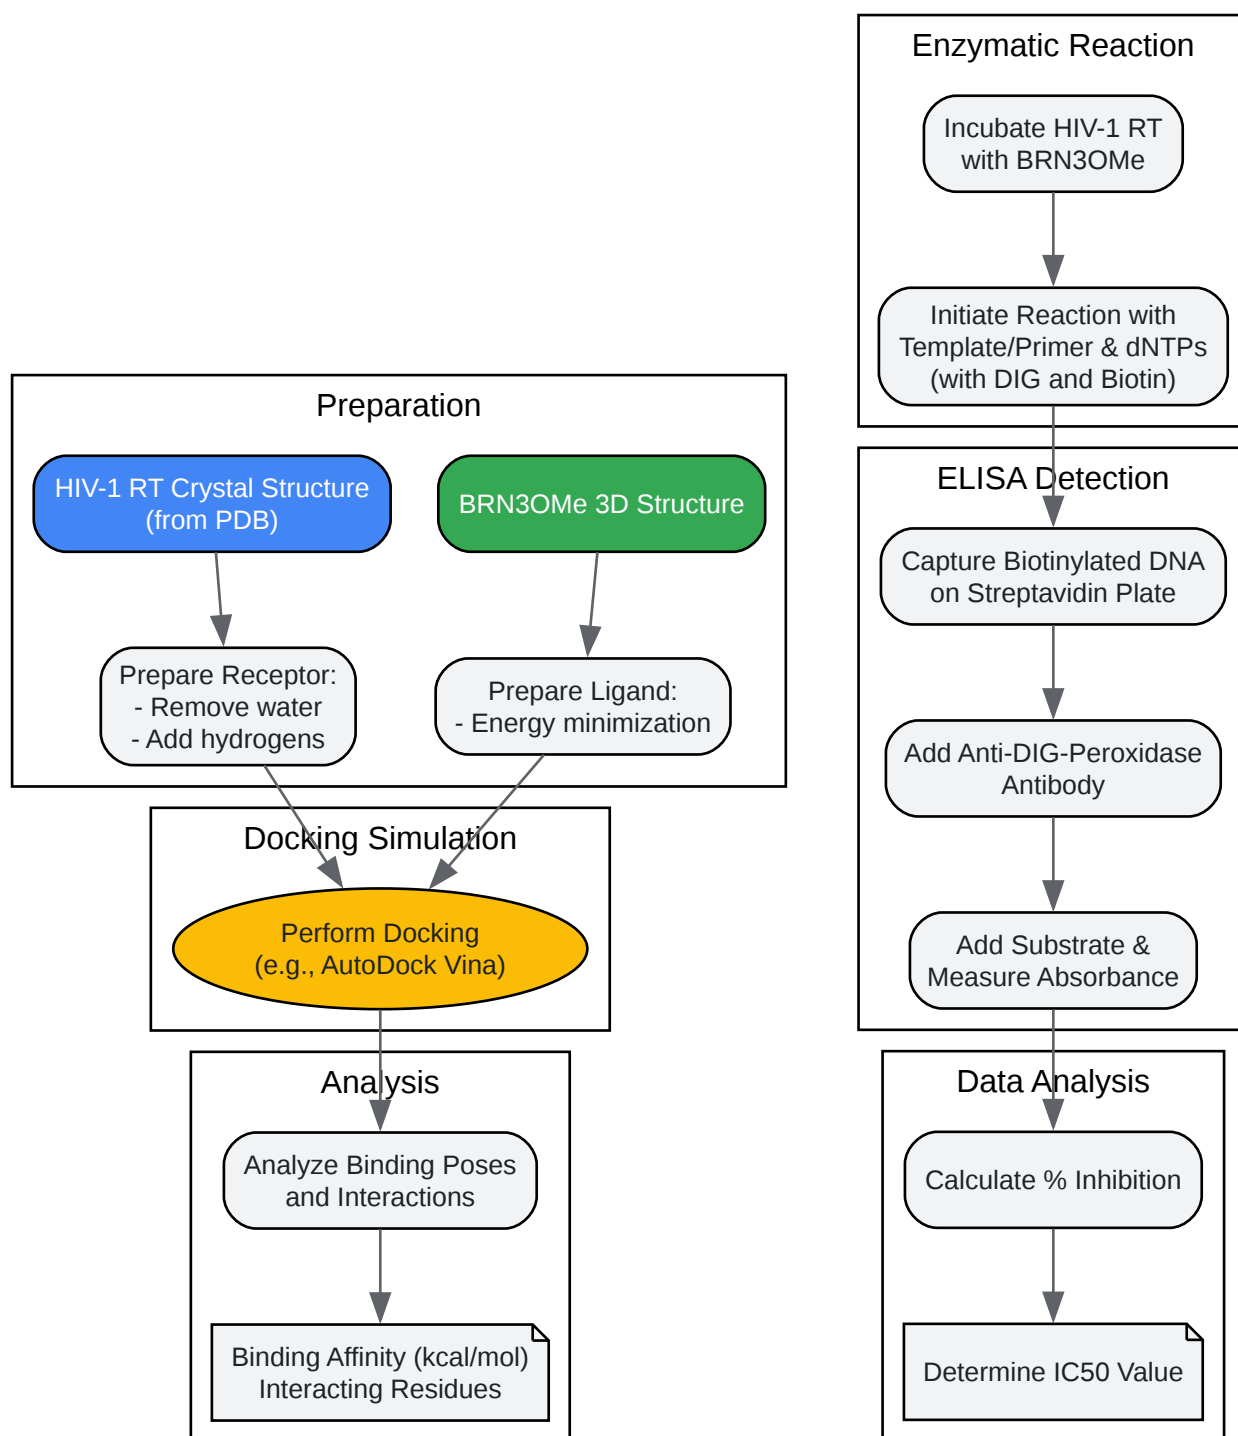 Preparation
HIV-1 RT Crystal Structure
(from PDB)
BRN3OMe 3D Structure
Prepare Receptor:
- Remove water
- Add hydrogens
Prepare Ligand:
- Energy minimization
Docking Simulation
Perform Docking
(e.g., AutoDock Vina)
Analysis
Analyze Binding Poses
and Interactions
Binding Affinity (kcal/mol)
Interacting Residues
Enzymatic Reaction
Incubate HIV-1 RT
with BRN3OMe
Initiate Reaction with
Template/Primer & dNTPs
(with DIG and Biotin)
ELISA Detection
Capture Biotinylated DNA
on Streptavidin Plate
Add Anti-DIG-Peroxidase
Antibody
Add Substrate &
Measure Absorbance
Data Analysis
Calculate % Inhibition
Determine IC50 Value